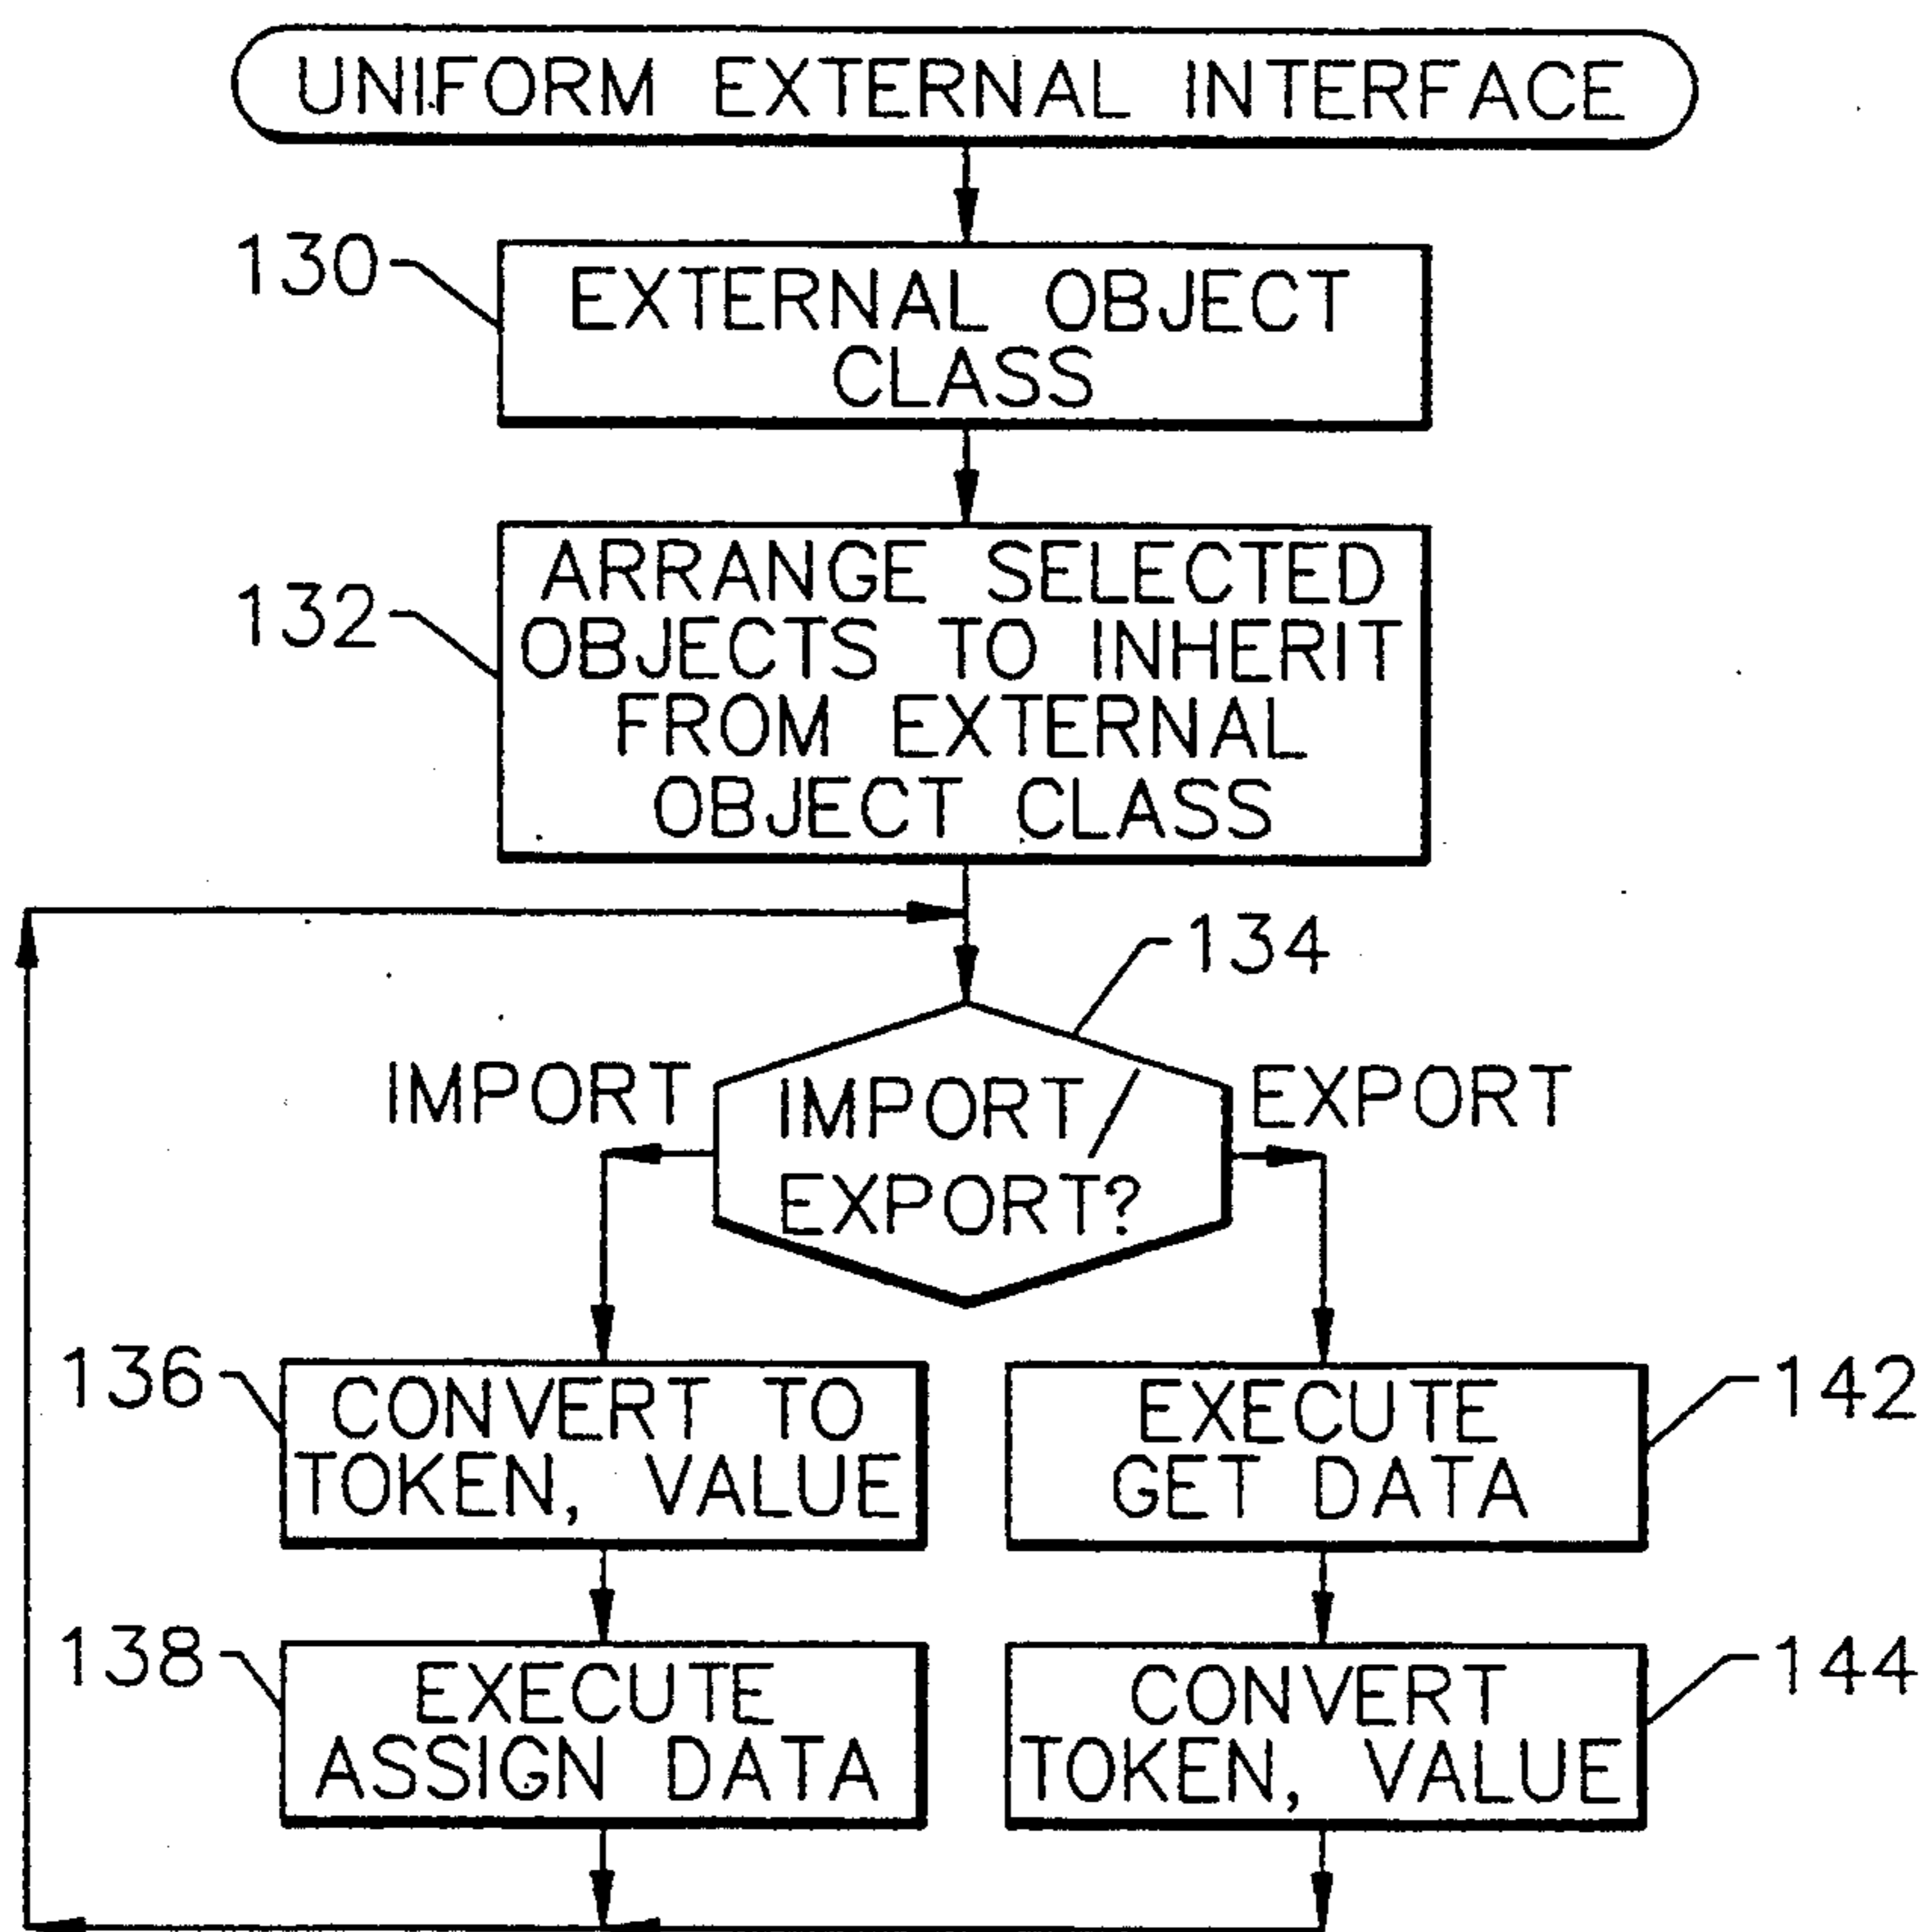 UNIFORM EXTERNAL INTERFACE
130
EXTERNAL OBJECT
CLASS
132
ARRANGE SELECTED
OBJECTS TO INHERIT
FROM EXTERNAL
OBJECT CLASS
134
IMPORT
IMPORT/
EXPORT?
EXPORT
136
CONVERT TO
TOKEN, VALUE
142
EXECUTE
GET DATA
138
EXECUTE
ASSIGN DATA
144
CONVERT
TOKEN, VALUE